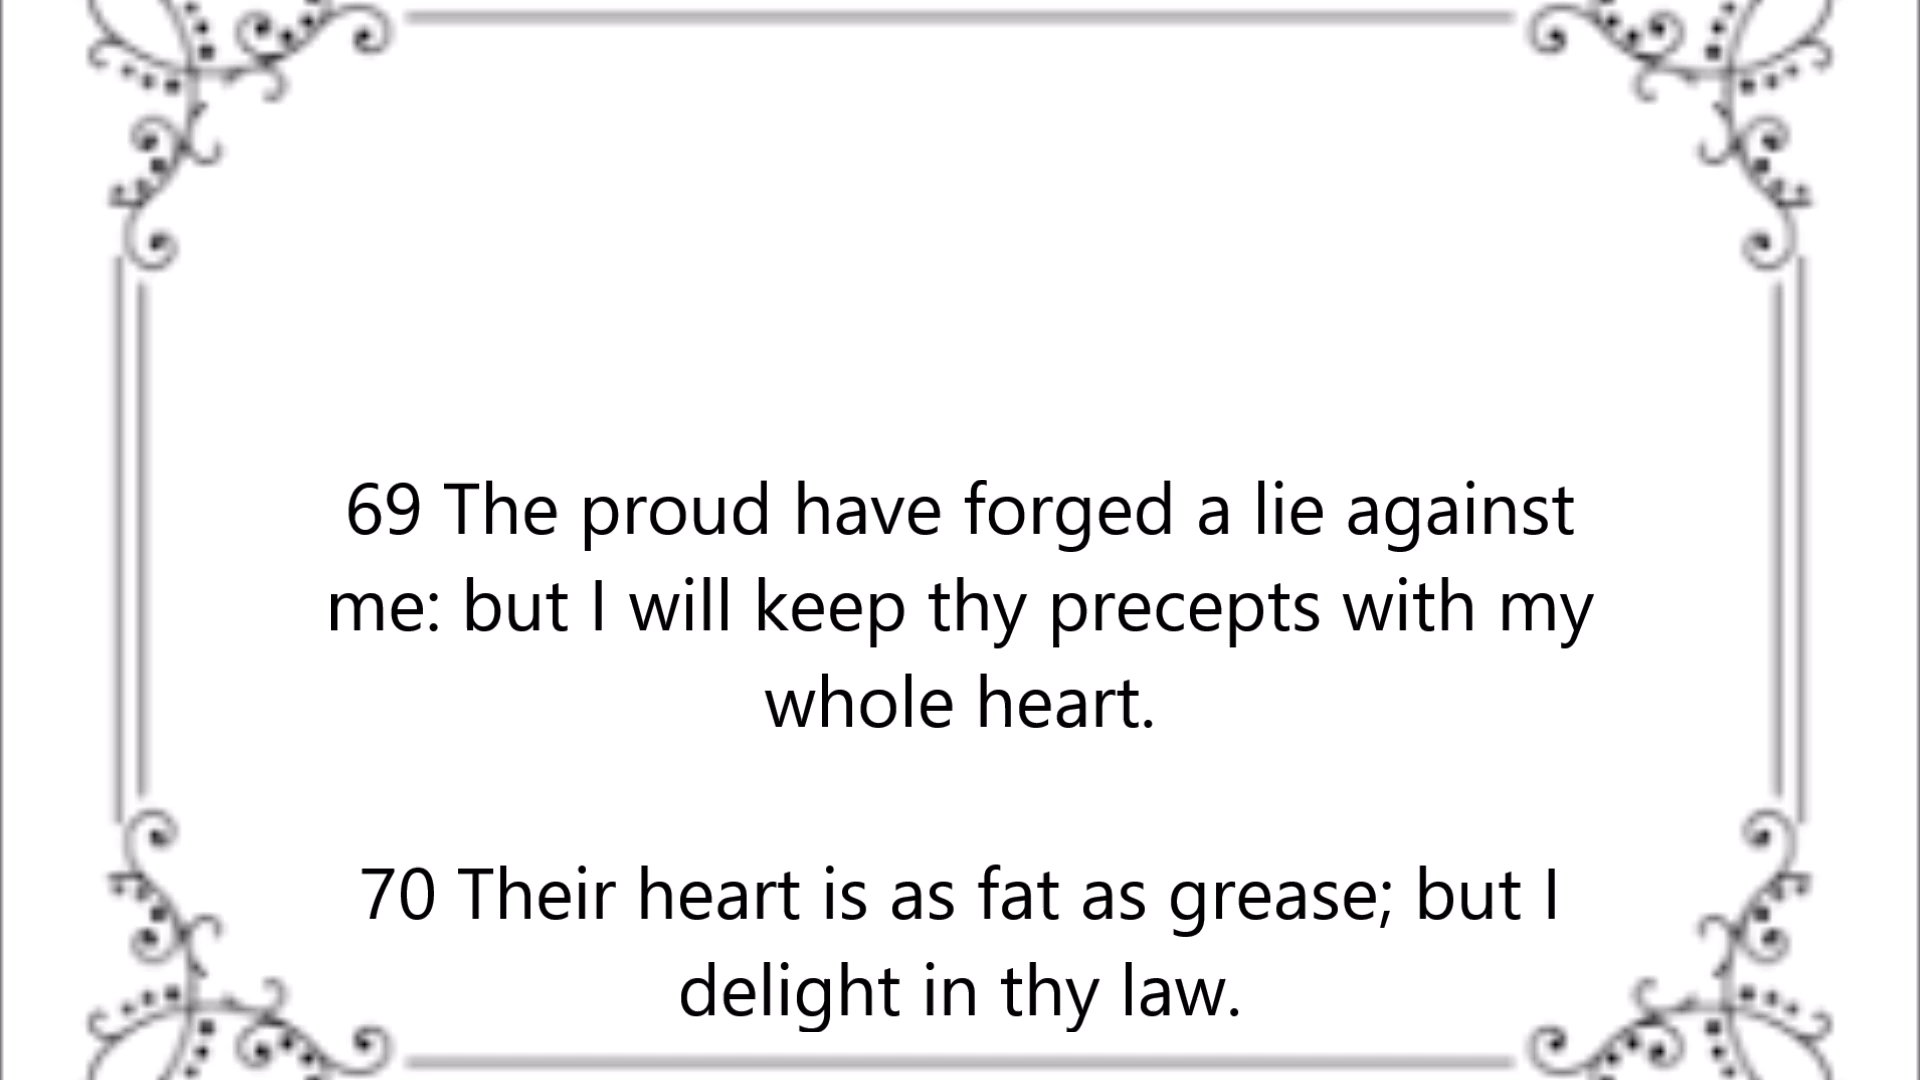 69 The proud have forged a lie against
me: but I will keep thy precepts with my
whole heart.
70 Their heart is as fat as grease; but I
delight in thy law.